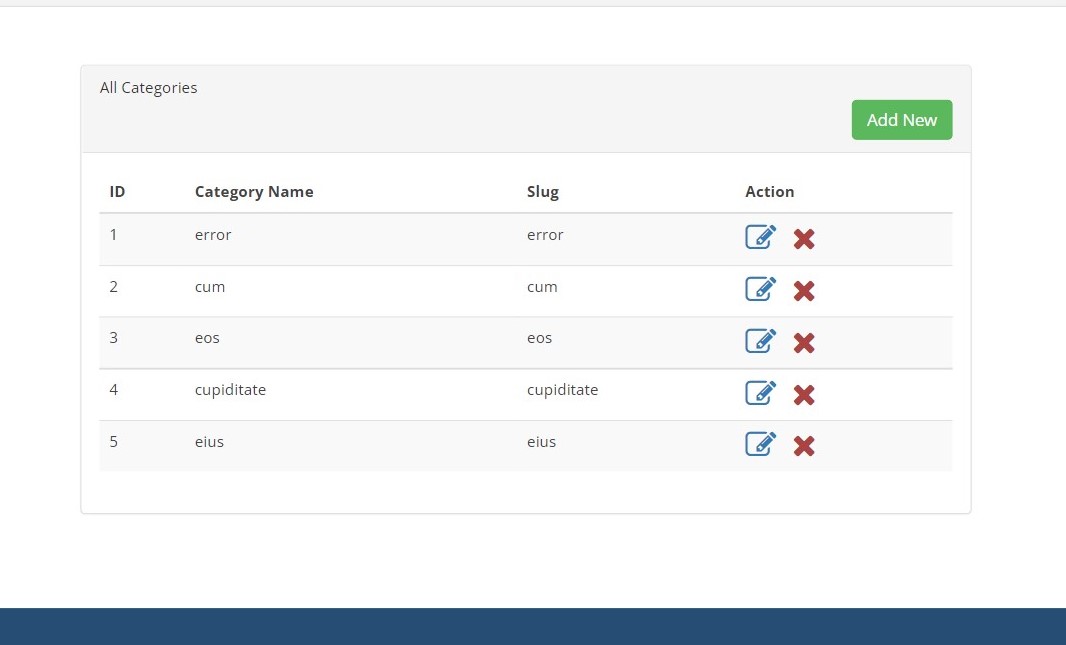 All Categories
Add New
ID Category Name Slug Action
1 error error
2 cum cum
3 eos eos
4 cupiditate cupiditate
5 eius eius